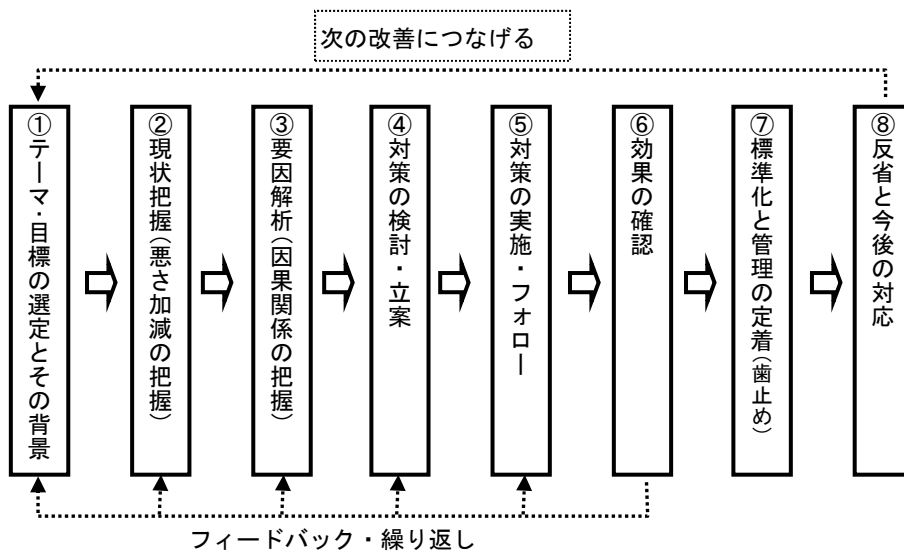 次の改善につなげる
①テーマ・目標の選定とその背景
②現状把握(悪さ加減の把握)
③要因解析(因果関係の把握)
④対策の検討・立案
⑤対策の実施・フォロー
⑥効果の確認
⑦標準化と管理の定着(歯止め)
⑧反省と今後の対応
フィードバック・繰り返し